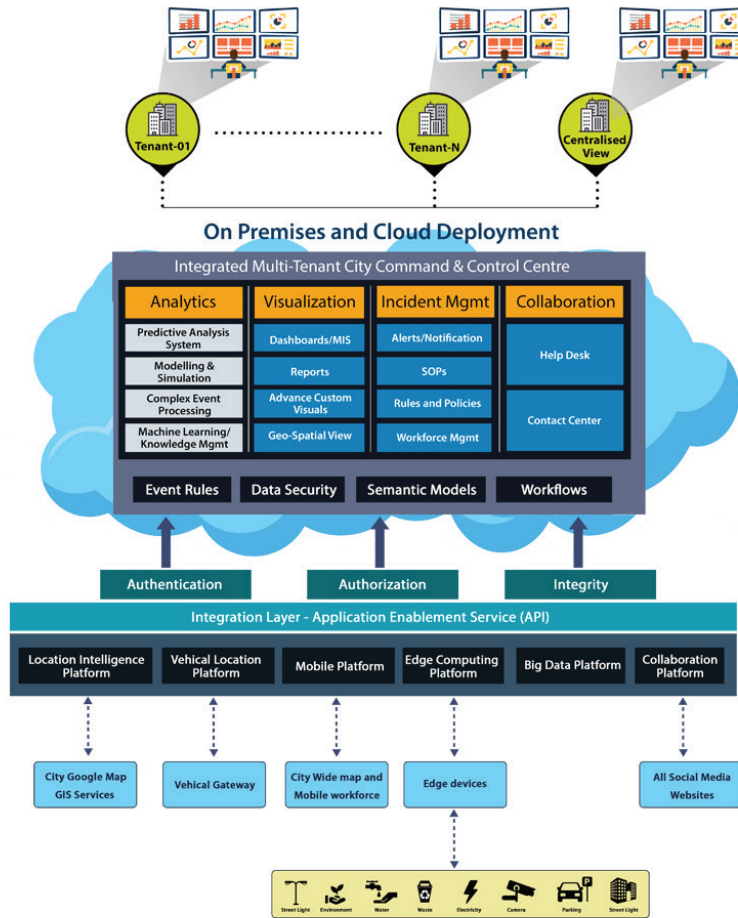 Tenant-01
Tenant-N
Centralised
View
On Premises and Cloud Deployment
Integrated Multi-Tenant City Command & Control Centre
Analytics
Visualization
Incident Mgmt
Collaboration
Predictive Analysis
System
Dashboards/MIS
Alerts/Notification
Help Desk
Modelling &
Simulation
Reports
SOPs
Complex Event
Processing
Advance Custom
Visuals
Rules and Policies
Contact Center
Machine Learning/
Knowledge Mgmt
Geo-Spatial View
Workforce Mgmt
Event Rules
Data Security
Semantic Models
Workflows
Authentication
Authorization
Integrity
Integration Layer - Application Enablement Service (API)
Location Intelligence
Platform
Vehical Location
Platform
Mobile Platform
Edge Computing
Platform
Big Data Platform
Collaboration
Platform
City Google Map
GIS Services
Vehical Gateway
City Wide map and
Mobile workforce
Edge devices
All Social Media
Websites
P
Street Light
Environment
Water
Waste
Electricity
Camera
Parking
Street Light